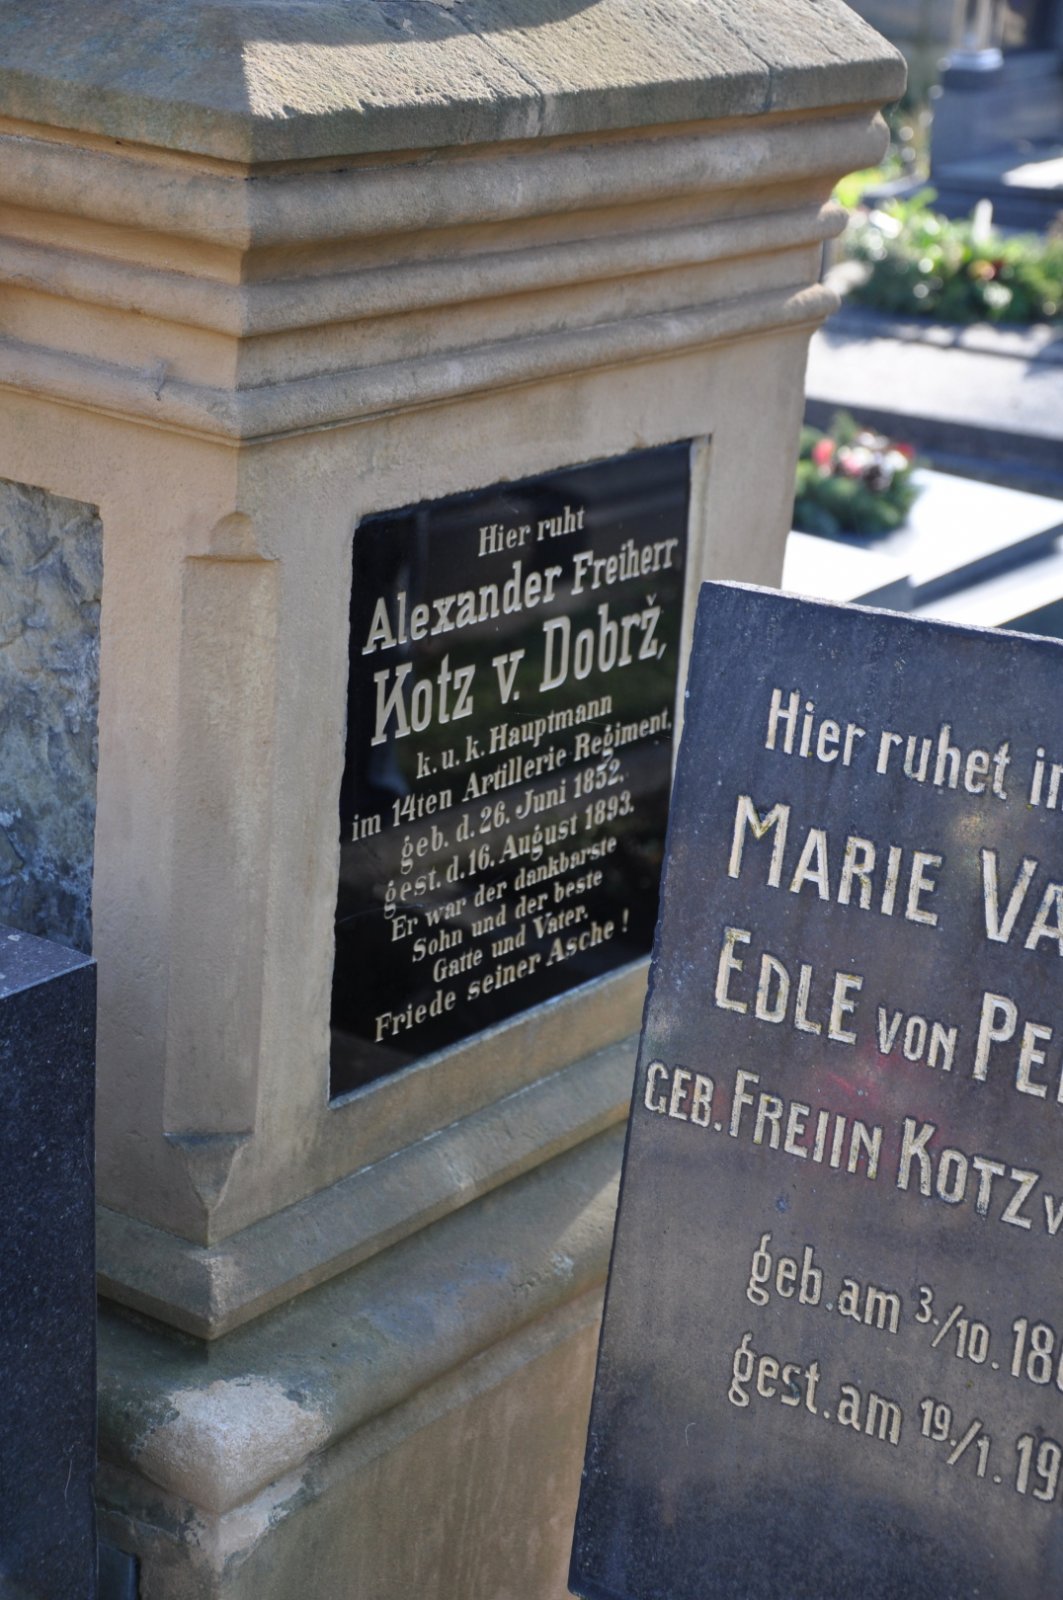 Hier ruht
Alexander Freiherr
Kotz v. Dobrž,
k. u. k. Hauptmann
im 14ten Artillerie Regiment,
geb. d. 26. Juni 1852.
gest. d. 16. August 1893.
Er war der dankbarste
Sohn und der beste
Gatte und Vater.
Friede seiner Asche !
Hier ruhet
MARIE
EDLE VON
GEB. FREIIN KOTZ
geb. am 3./10.
gest. am 19./1.